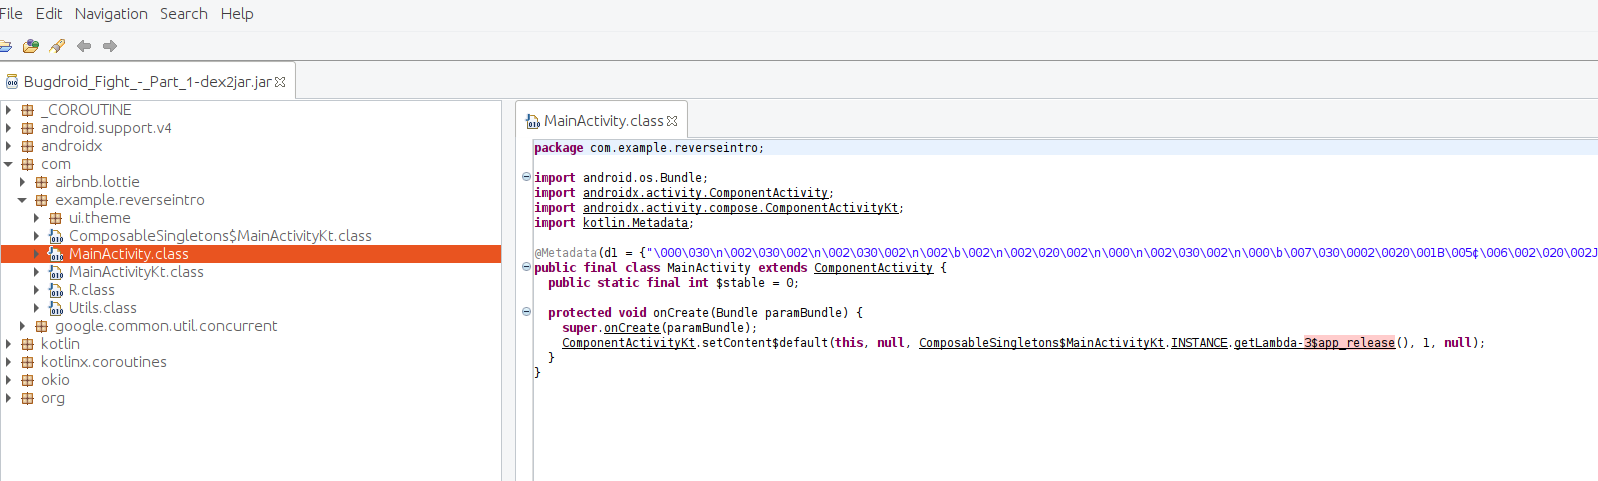 File Edit Navigation Search Help
Bugdroid_Fight_-_Part_1-dex2jar.jar
_COROUTINE
android.support.v4
androidx
com
airbnb.lottie
example.reverseintro
ui.theme
ComposableSingletons$MainActivityKt.class
MainActivity.class
MainActivityKt.class
R.class
Utils.class
google.common.util.concurrent
kotlin
kotlinx.coroutines
okio
org
MainActivity.class
package com.example.reverseintro;
import android.os.Bundle;
import androidx.activity.ComponentActivity;
import androidx.activity.compose.ComponentActivityKt;
import kotlin.Metadata;
@Metadata(d1 = {"\000\030\n\002\030\002\n\002\030\002\n\002\b\002\n\002\020\002\n\000\n\002\030\002\n\000\b\007\030\0002\0020\001B\005¢\006\002\020\002J
public final class MainActivity extends ComponentActivity {
public static final int $stable = 0;
protected void onCreate(Bundle paramBundle) {
super.onCreate(paramBundle);
ComponentActivityKt.setContent$default(this, null, ComposableSingletons$MainActivityKt.INSTANCE.getLambda-3$app_release(), 1, null);
}
}